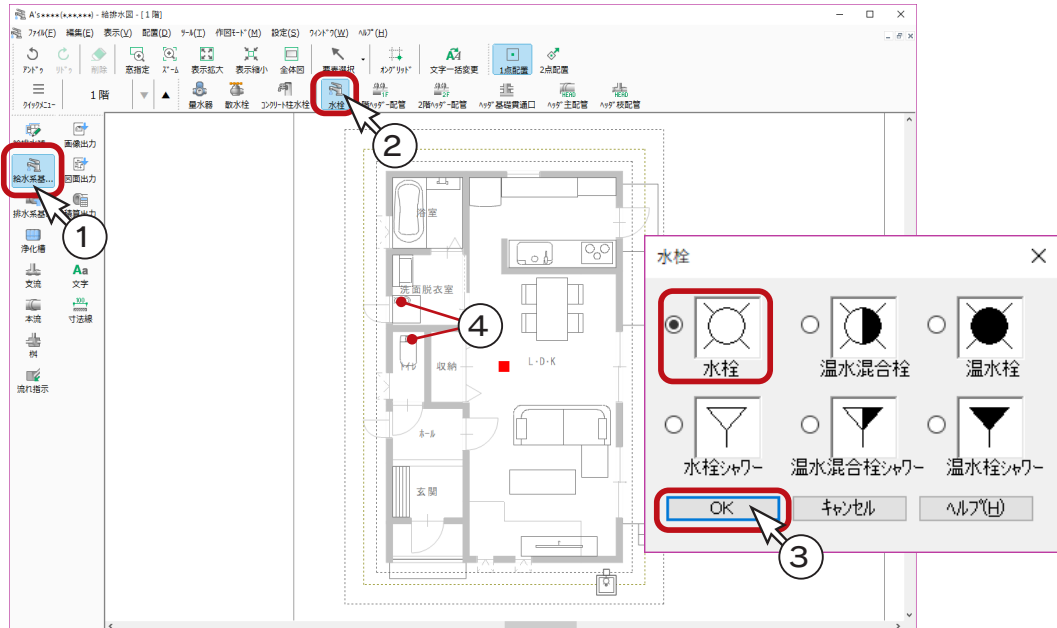 A's****(*,**,***) - 給排水図 - [1 階]
ﾌｧｲﾙ(F) 編集(E) 表示(V) 配置(D) ﾂｰﾙ(T) 作図ﾓｰﾄﾞ(M) 設定(S) ｳｨﾝﾄﾞｳ(W) ﾍﾙﾌﾟ(H)
ｱﾝﾄﾞｩ ﾘﾄﾞｩ 削除 窓指定 ｽﾞｰﾑ 表示拡大 表示縮小 全体図 要素選択 ｵﾝｸﾞﾘｯﾄﾞ 文字一括変更 1点配置 2点配置
ｸｲｯｸﾒﾆｭｰ 1 階 量水器 散水栓 ｺﾝｸﾘｰﾄ柱水栓 水栓 階ﾍｯﾀﾞｰ配管 2階ﾍｯﾀﾞｰ配管 ﾍｯﾀﾞ基礎貫通口 ﾍｯﾀﾞ主配管 ﾍｯﾀﾞ枝配管
画像出力
給水系基... 図面出力
排水系基
浄化槽
支流 Aa 文字
本流 寸法線
桝
流れ指示
①
②
浴室
洗面脱衣室
④
ﾄｲﾚ 収納 L・D・K
ﾎｰﾙ
玄関
水栓
水栓 温水混合栓 温水栓
水栓ｼｬﾜｰ 温水混合栓ｼｬﾜｰ 温水栓ｼｬﾜｰ
OK ｷｬﾝｾﾙ ﾍﾙﾌﾟ(H)
③